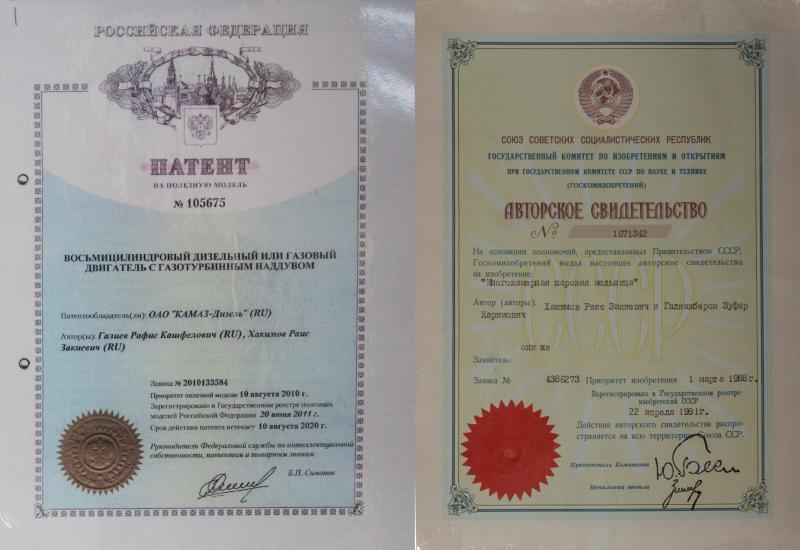 РОССИЙСКАЯ ФЕДЕРАЦИЯ
ПАТЕНТ
НА ПОЛЕЗНУЮ МОДЕЛЬ
№ 105675
ВОСЬМИЦИЛИНДРОВЫЙ ДИЗЕЛЬНЫЙ ИЛИ ГАЗОВЫЙ
ДВИГАТЕЛЬ С ГАЗОТУРБИННЫМ НАДДУВОМ
Патентообладатель(ли): ОАО "КАМАЗ-Дизель" (RU)
Автор(ы): Галиев Рафис Кашфелович (RU), Хакимов Раис
Закиевич (RU)
Заявка № 2010133584
Приоритет полезной модели 10 августа 2010 г.
Зарегистрировано в Государственном реестре полезных
моделей Российской Федерации 20 июня 2011 г.
Срок действия патента истекает 10 августа 2020 г.
Руководитель Федеральной службы по интеллектуальной
собственности, патентам и товарным знакам
Б.П. Симонов
СОЮЗ СОВЕТСКИХ СОЦИАЛИСТИЧЕСКИХ РЕСПУБЛИК
ГОСУДАРСТВЕННЫЙ КОМИТЕТ ПО ИЗОБРЕТЕНИЯМ И ОТКРЫТИЯМ
ПРИ ГОСУДАРСТВЕННОМ КОМИТЕТЕ СССР ПО НАУКЕ И ТЕХНИКЕ
(ГОСКОМИЗОБРЕТЕНИЙ)
АВТОРСКОЕ СВИДЕТЕЛЬСТВО
№ 1671342
На основании полномочий, предоставленных Правительством СССР,
Госкомизобретений выдал настоящее авторское свидетельство
на изобретение:
"Многокамерная шаровая мельница"
Автор (авторы): Хакимов Раис Закиевич и Галианбаров Зуфар
Каримович
они же
Заявитель:
Заявка № 4386273 Приоритет изобретения 1 марта 1988г.
Зарегистрировано в Государственном реестре
изобретений СССР
22 апреля 1991г.
Действие авторского свидетельства распро-
страняется на всю территорию Союза ССР.
Председатель Комитета
Начальник отдела
СССР